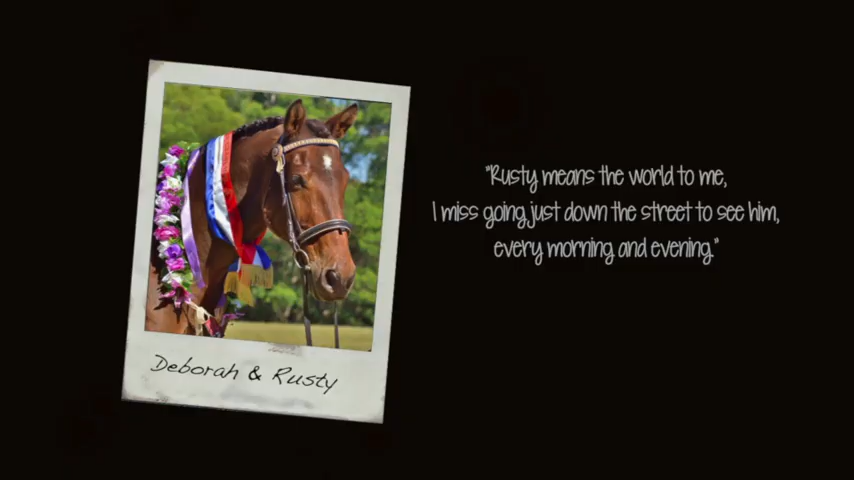 "Rusty means the world to me,
I miss going just down the street to see him,
every morning and evening."
Deborah & Rusty